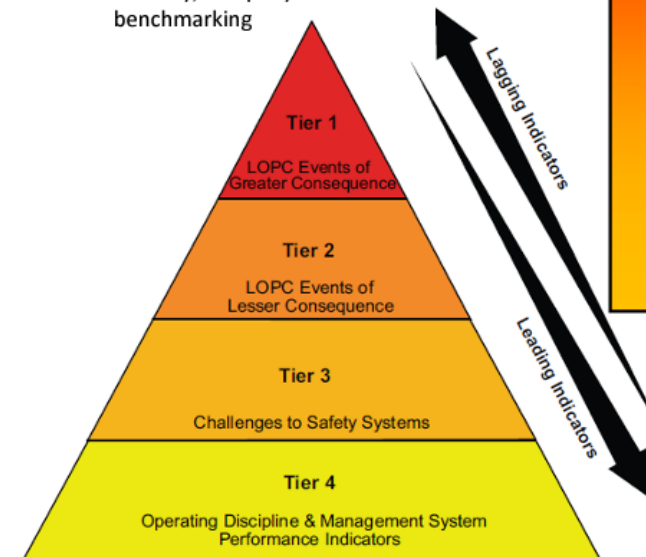 benchmarking
Tier 1
LOPC Events of
Greater Consequence
Tier 2
LOPC Events of
Lesser Consequence
Tier 3
Challenges to Safety Systems
Tier 4
Operating Discipline & Management System
Performance Indicators
Lagging Indicators
Leading Indicators